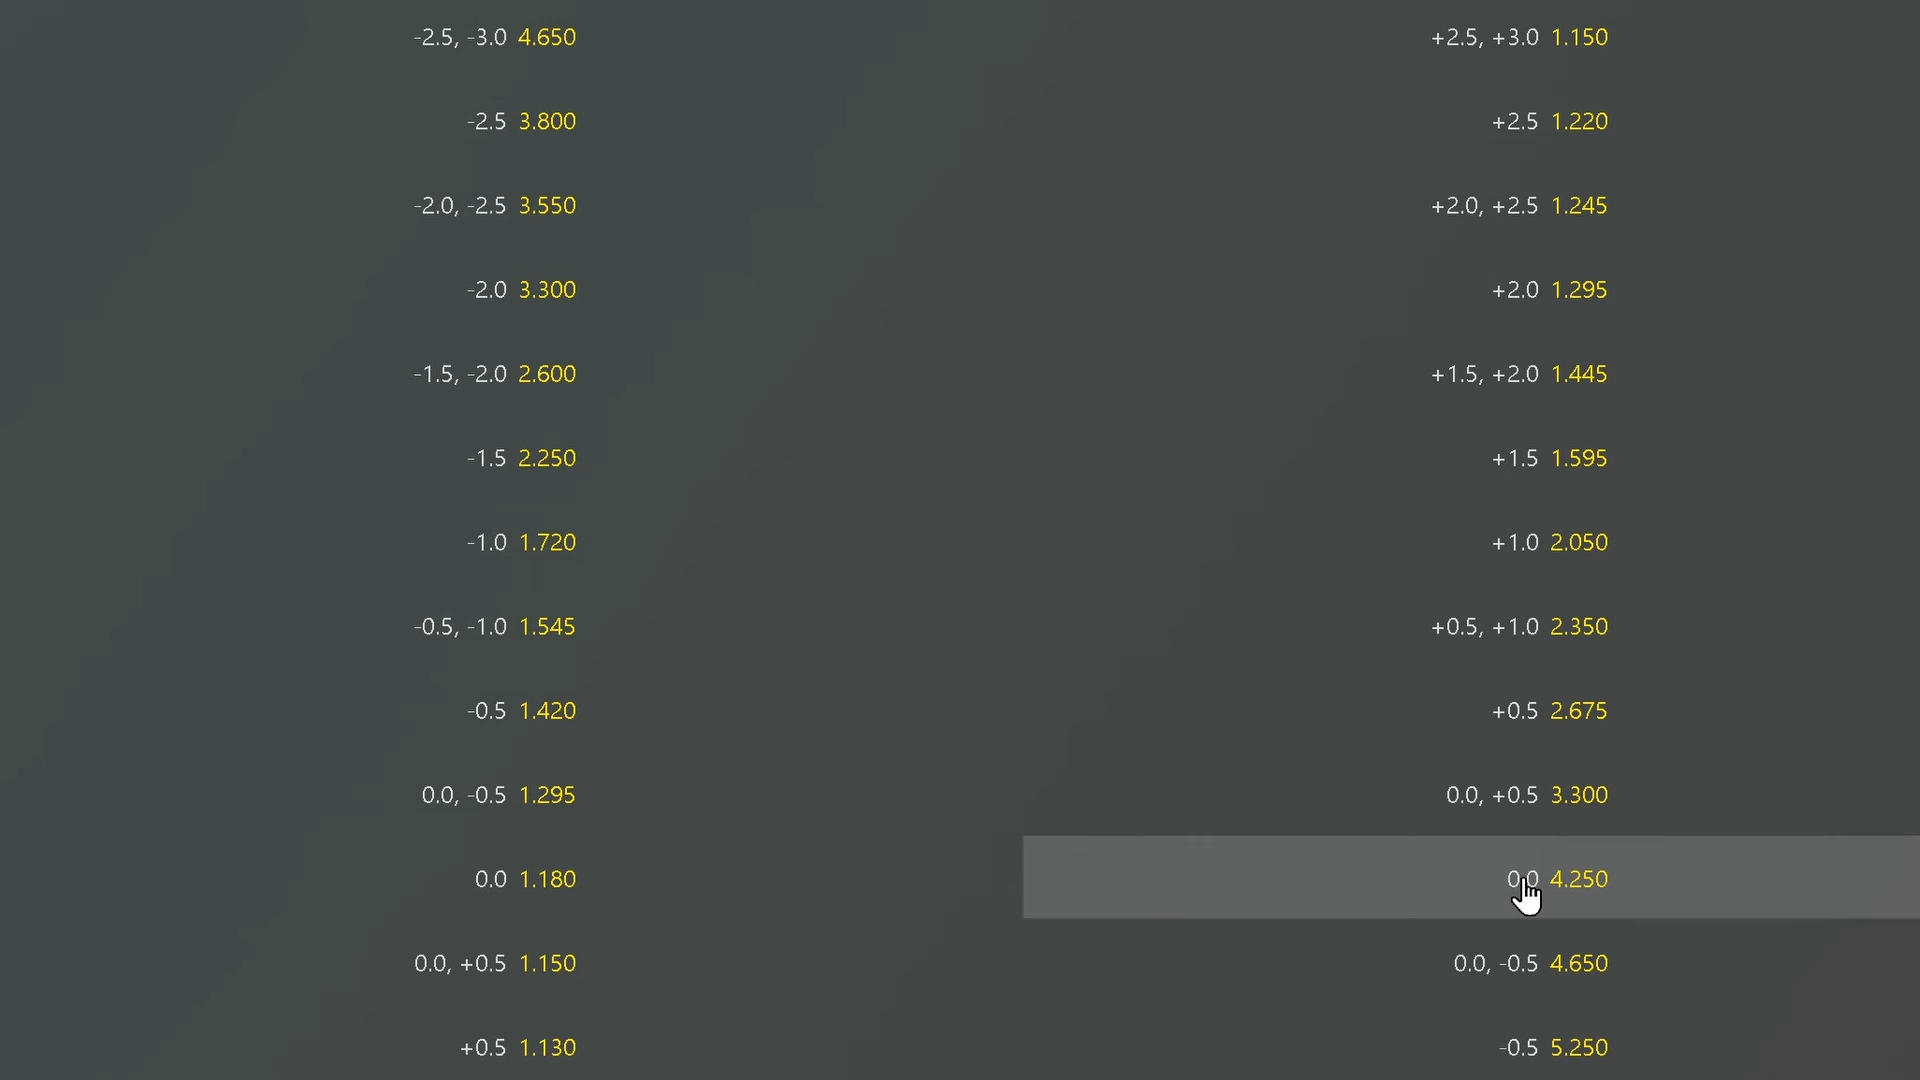 -2.5, -3.0 4.650 +2.5, +3.0 1.150
-2.5 3.800 +2.5 1.220
-2.0, -2.5 3.550 +2.0, +2.5 1.245
-2.0 3.300 +2.0 1.295
-1.5, -2.0 2.600 +1.5, +2.0 1.445
-1.5 2.250 +1.5 1.595
-1.0 1.720 +1.0 2.050
-0.5, -1.0 1.545 +0.5, +1.0 2.350
-0.5 1.420 +0.5 2.675
0.0, -0.5 1.295 0.0, +0.5 3.300
0.0 1.180 0.0 4.250
0.0, +0.5 1.150 0.0, -0.5 4.650
+0.5 1.130 -0.5 5.250